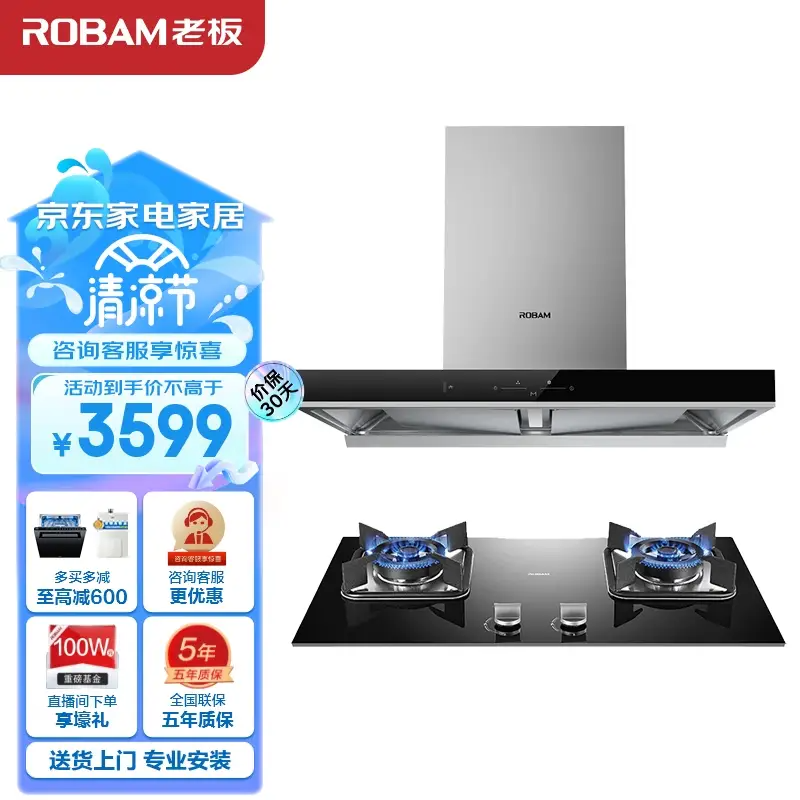 ROBAM老板
京东家电家居
清凉节
咨询客服享惊喜
活动到手价不高于
¥3599
价保
30天
ROBAM
ROBAM
咨询客服享惊喜
多买多减
至高减600
咨询客服
更优惠
100W
重磅基金
直播间下单
享壕礼
5年
五年质保
全国联保
五年质保
送货上门 专业安装